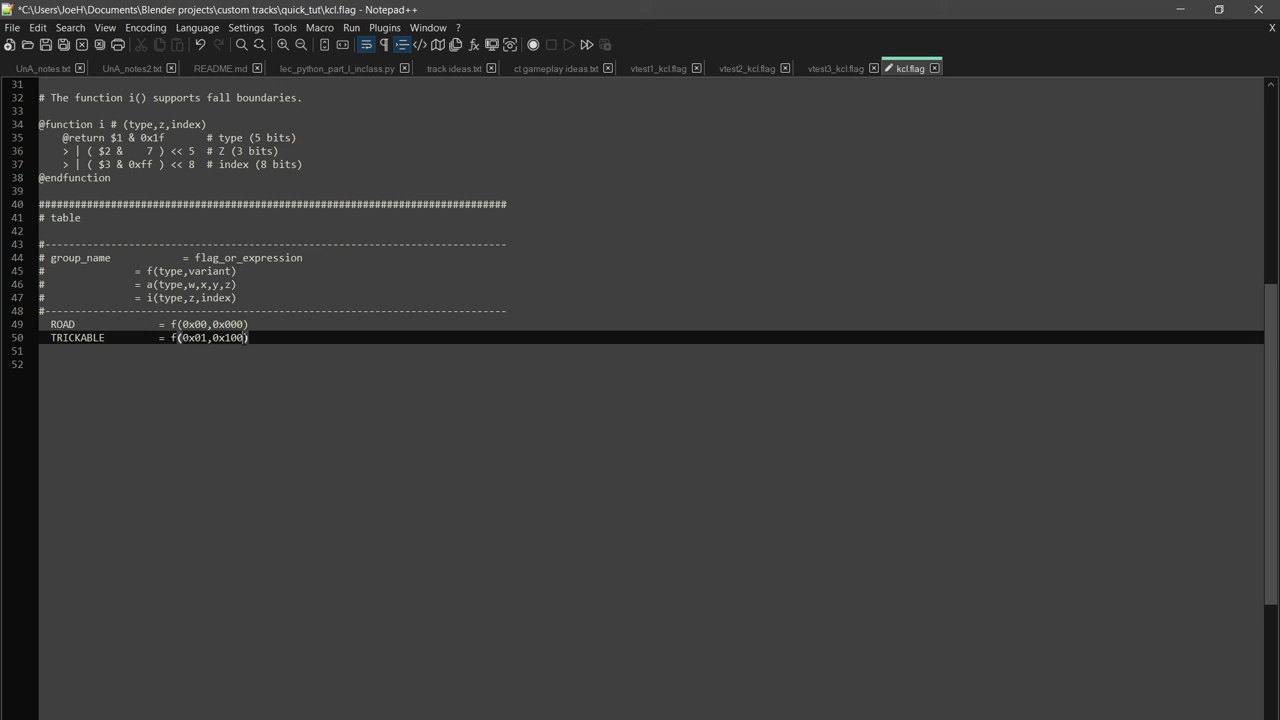 *C:\Users\JoeH\Documents\Blender projects\custom tracks\quick_tut\kcl.flag - Notepad++
File Edit Search View Encoding Language Settings Tools Macro Run Plugins Window ? X
UnA_notes.txt UnA_notes2.txt README.md lec_python_part_I_inclass.py track ideas.txt ct gameplay ideas.txt vtest1_kcl.flag vtest2_kcl.flag vtest3_kcl.flag kcl.flag
31
32 # The function i() supports fall boundaries.
33
34 @function i # (type,z,index)
35 @return $1 & 0x1f # type (5 bits)
36 > | ( $2 & 7 ) << 5 # Z (3 bits)
37 > | ( $3 & 0xff ) << 8 # index (8 bits)
38 @endfunction
39
40 ##############################################################################
41 # table
42
43 #-----------------------------------------------------------------------------
44 # group_name = flag_or_expression
45 # = f(type,variant)
46 # = a(type,w,x,y,z)
47 # = i(type,z,index)
48 #-----------------------------------------------------------------------------
49 ROAD = f(0x00,0x000)
50 TRICKABLE = f(0x01,0x100)
51
52